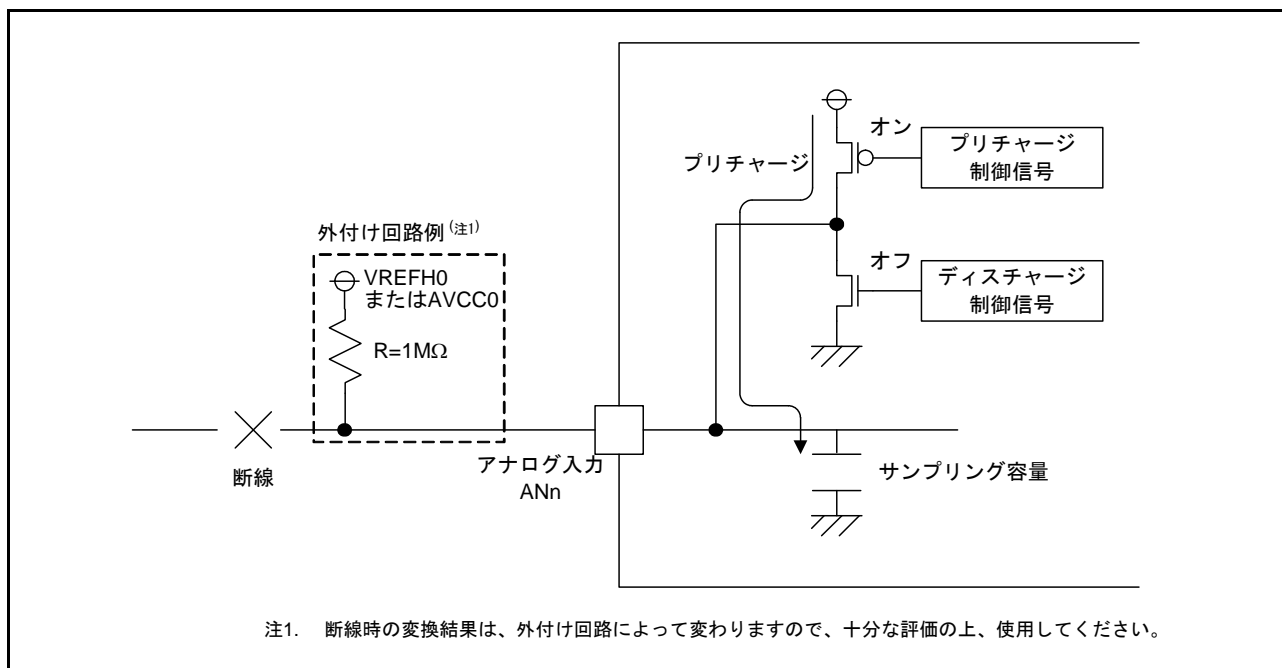 オン
プリチャージ
制御信号
プリチャージ
外付け回路例(注1)
VREFH0
またはAVCC0
R=1MΩ
オフ
ディスチャージ
制御信号
断線
アナログ入力
ANn
サンプリング容量
注1. 断線時の変換結果は、外付け回路によって変わりますので、十分な評価の上、使用してください。